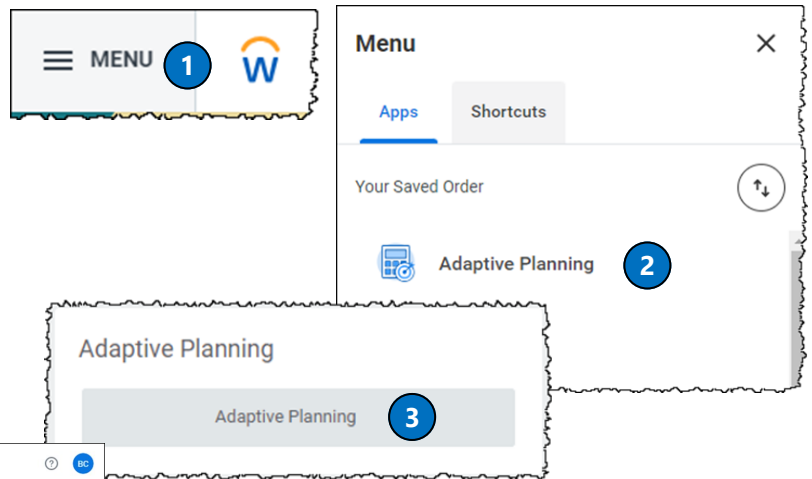 MENU 1
W
Menu
Apps Shortcuts
Your Saved Order
Adaptive Planning 2
Adaptive Planning
Adaptive Planning 3
? BC